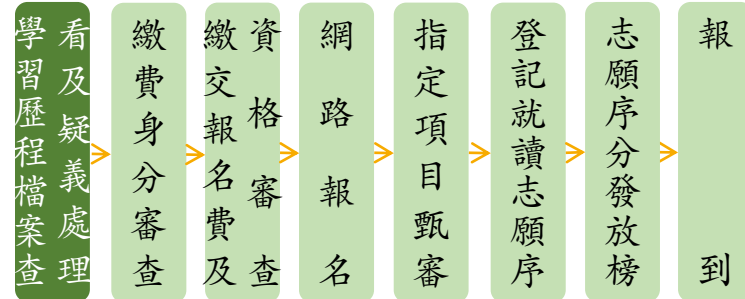 學習歷程檔案查
看及疑義處理
繳費身分審查
繳交報名費及
資格審查
網路報名
指定項目甄審
登記就讀志願序
志願序分發放榜
報到